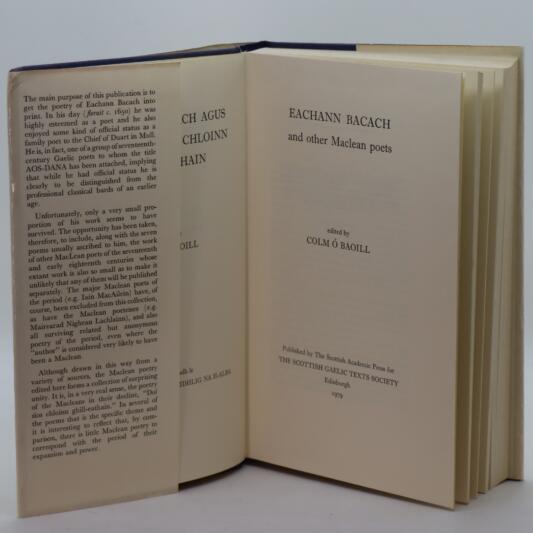 The main purpose of this publication is to
get the poetry of Eachann Bacach into
print. In his day (floruit c. 1650) he was
highly esteemed as a poet and he also
enjoyed some kind of official status as a
family poet to the Chief of Duart in Mull.
He is, in fact, one of a group of seventeenth-
century Gaelic poets to whom the title
AOS-DANA has been attached, implying
that while he had official status he is
clearly to be distinguished from the
professional classical bards of an earlier
age.
Unfortunately, only a very small pro-
portion of his work seems to have
survived. The opportunity has been taken,
therefore, to include, along with the seven
poems usually ascribed to him, the work
of other MacLean poets of the seventeenth
and early eighteenth centuries whose
extant work is also so small as to make it
unlikely that any of them will be published
separately. The major Maclean poets of
the period (e.g. Iain MacAilein) have, of
course, been excluded from this collection,
as have the Maclean poetesses (e.g.
Mairearad Nighean Lachlainn), and also
all surviving related but anonymous
poetry of the period, even where the
"author" is considered very likely to have
been a Maclean.
Although drawn in this way from a
variety of sources, the Maclean poetry
edited here forms a collection of surprising
unity. It is, in a very real sense, the poetry
of the Macleans in their decline, "Dol
sios chloinn ghill-eathain." In several of
the poems that is the specific theme and
it is interesting to reflect that, by com-
parison, there is little Maclean poetry to
correspond with the period of their
expansion and power.
CH AGUS
CHLOINN
THAIN
OILL
NA H-ALBA
EACHANN BACACH
and other Maclean poets
edited by
COLM Ó BAOILL
Published by The Scottish Academic Press for
THE SCOTTISH GAELIC TEXTS SOCIETY
Edinburgh
1979